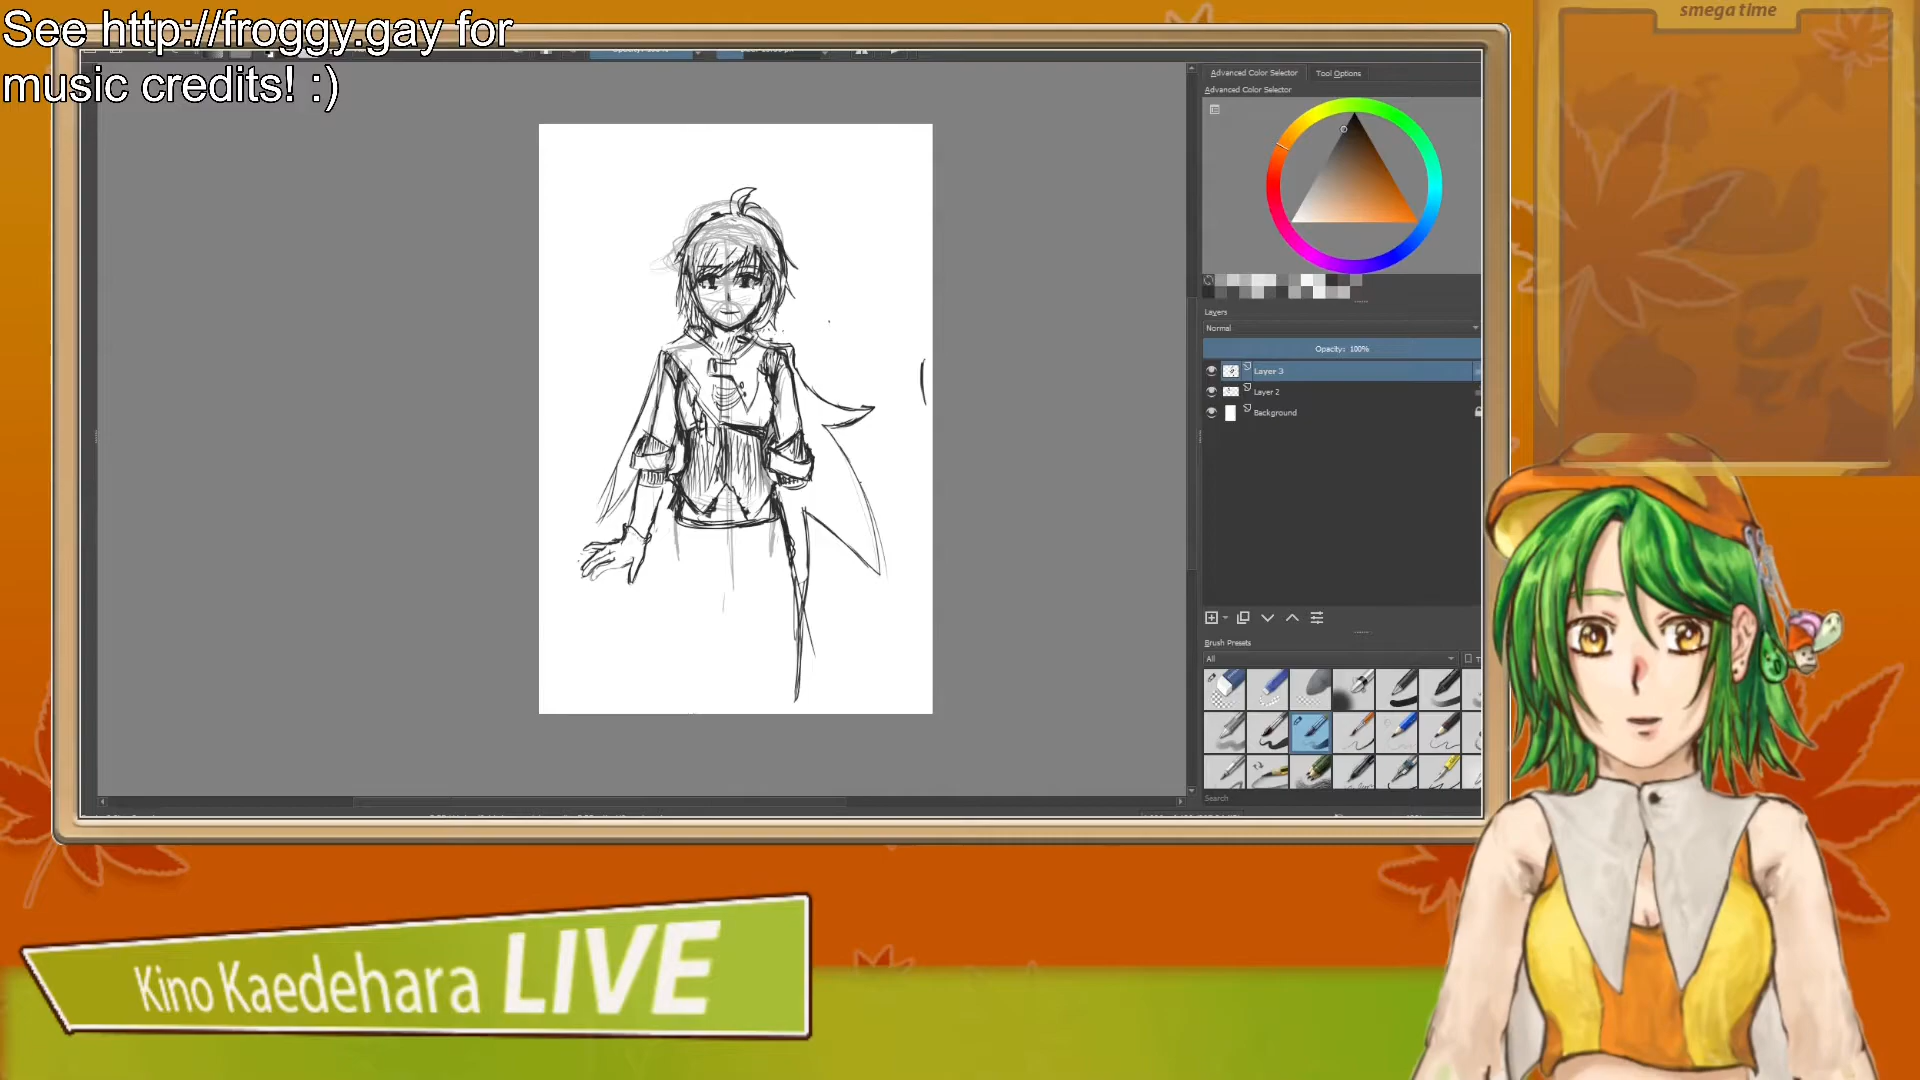 See http://froggy.gay for
music credits! :)
smega time
Advanced Color Selector
Tool Options
Advanced Color Selector
Layers
Normal
Opacity: 100%
Layer 3
Layer 2
Background
Brush Presets
All
Search
Kino Kaedehara LIVE